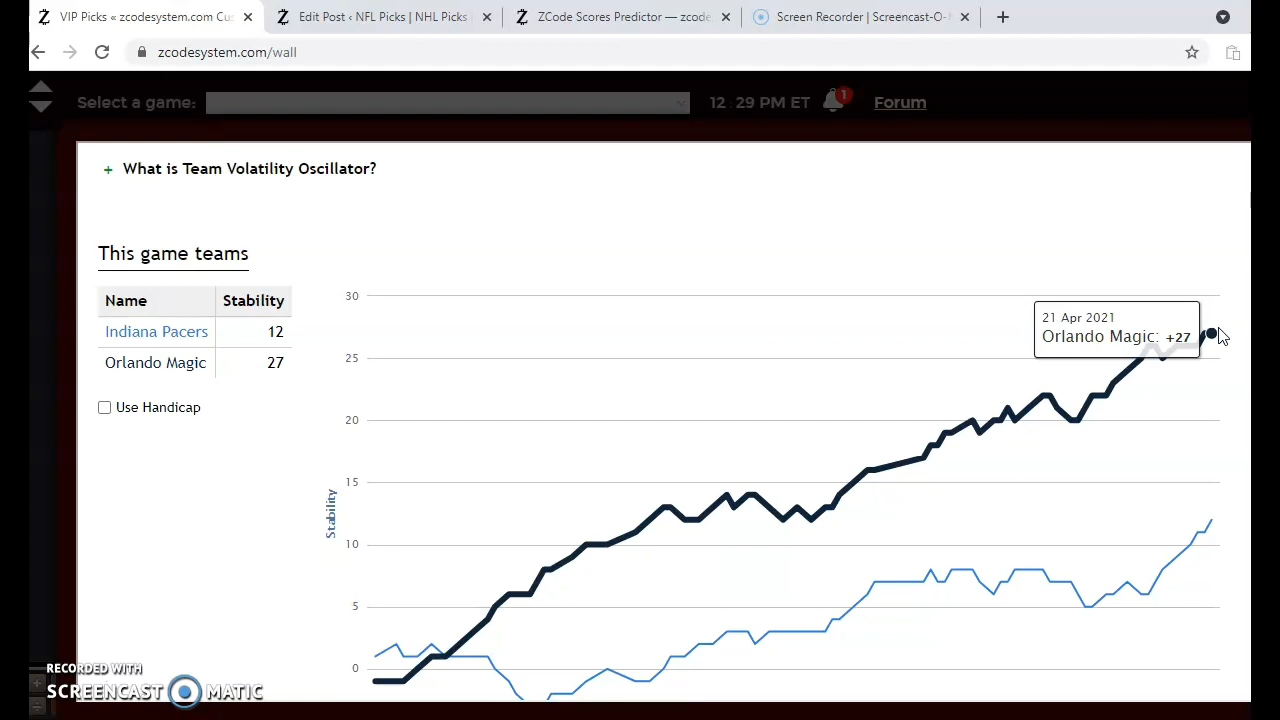 VIP Picks « zcodesystem.com Cus
Edit Post ‹ NFL Picks | NHL Picks
ZCode Scores Predictor — zcode
Screen Recorder | Screencast-O-
zcodesystem.com/wall
Select a game:
12 29 PM ET
1
Forum
+ What is Team Volatility Oscillator?
This game teams
Name Stability
Indiana Pacers 12
Orlando Magic 27
Use Handicap
30
25
20
15
10
5
0
Stability
21 Apr 2021
Orlando Magic: +27
RECORDED WITH
SCREENCAST MATIC